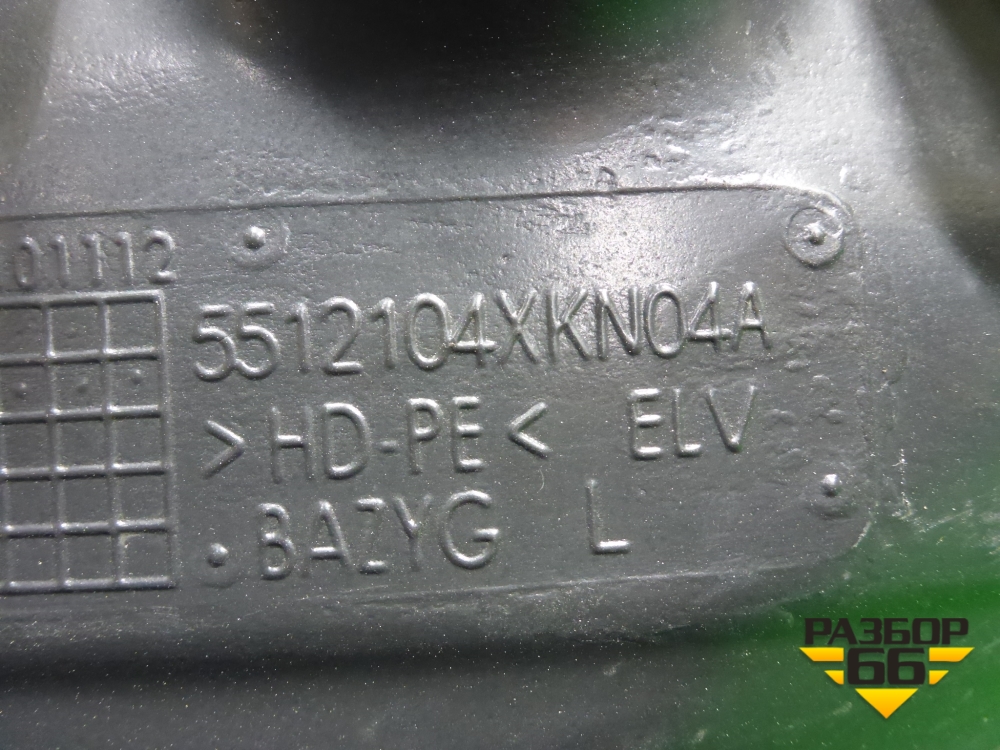 01112
5512104XKN04A
>HD-PE< ELV
BAZYG L
РАЗБОР
66